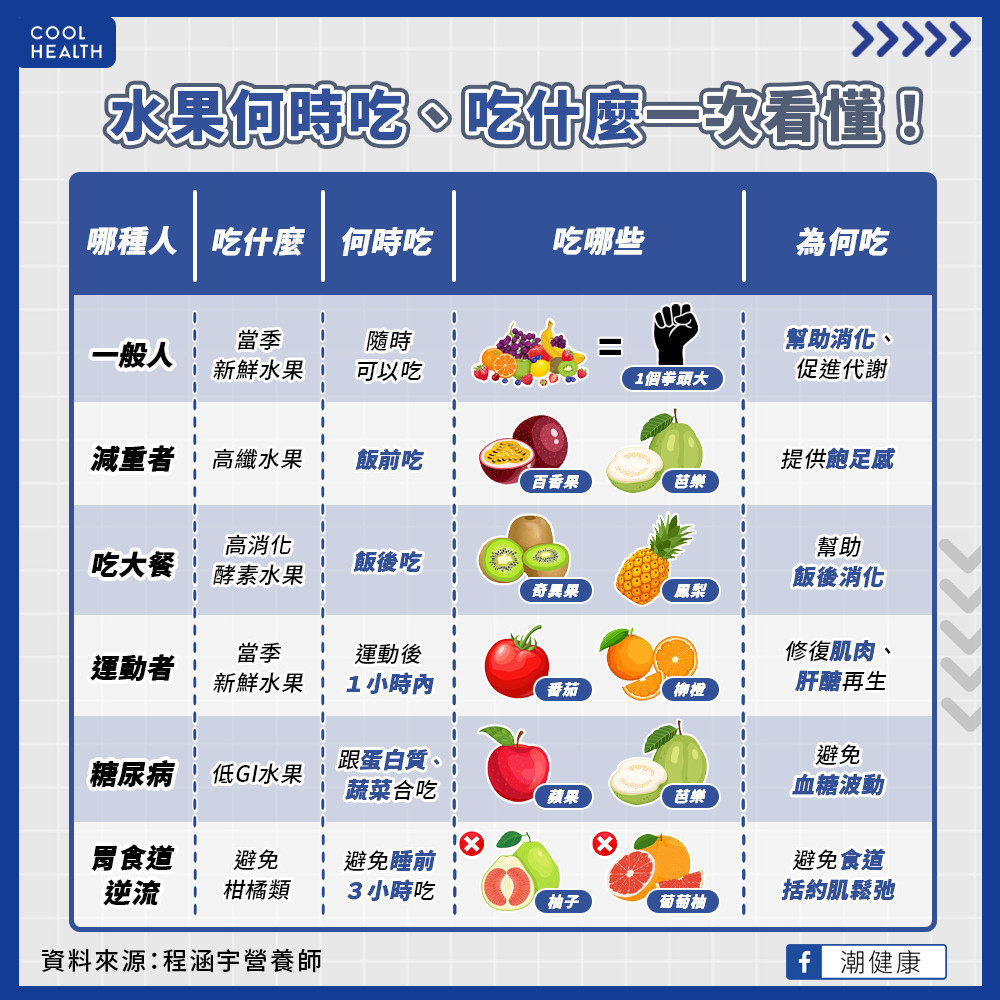 COOL
HEALTH
水果何時吃、吃什麼一次看懂！
哪種人
吃什麼
何時吃
吃哪些
為何吃
一般人
當季
新鮮水果
隨時
可以吃
=
1個拳頭大
幫助消化、
促進代謝
減重者
高纖水果
飯前吃
百香果
芭樂
提供飽足感
吃大餐
高消化
酵素水果
飯後吃
奇異果
鳳梨
幫助
飯後消化
運動者
當季
新鮮水果
運動後
1小時內
番茄
柳橙
修復肌肉、
肝醣再生
糖尿病
低GI水果
跟蛋白質、
蔬菜合吃
蘋果
芭樂
避免
血糖波動
胃食道
逆流
避免
柑橘類
避免睡前
3小時吃
柚子
葡萄柚
避免食道
括約肌鬆弛
資料來源：程涵宇營養師
f 潮健康